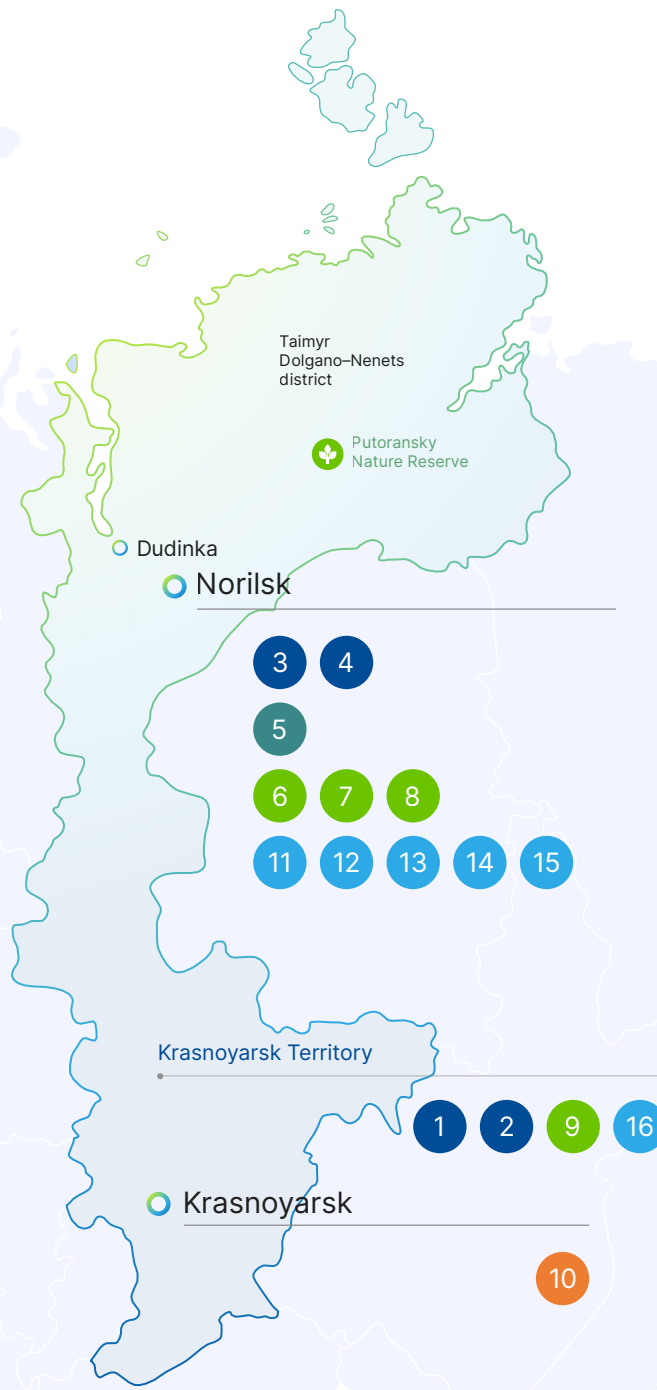 Taimyr
Dolgano–Nenets
district
Putoransky
Nature Reserve
Dudinka
Norilsk
3 4
5
6 7 8
11 12 13 14 15
Krasnoyarsk Territory
1 2 9 16
Krasnoyarsk
10